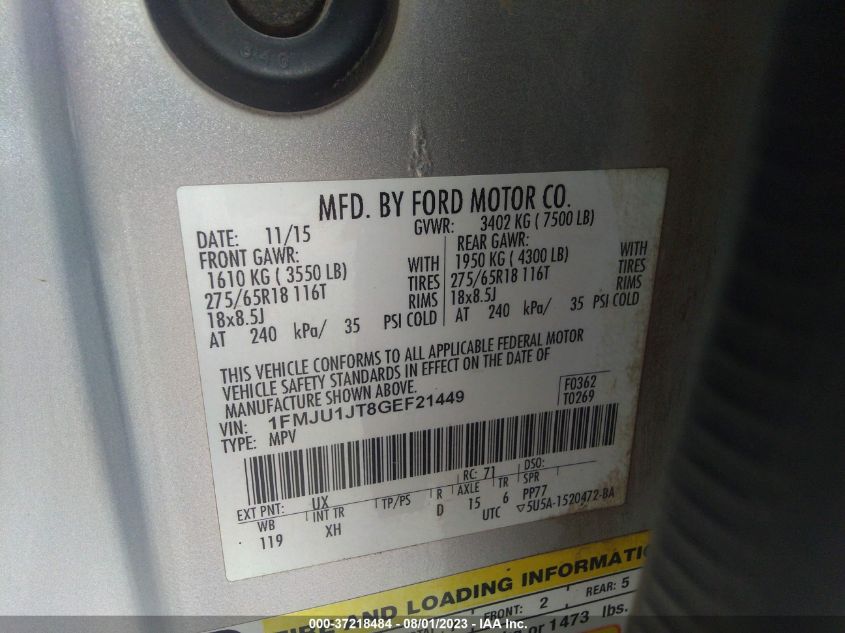 946
MFD. BY FORD MOTOR CO.
DATE: 11/15 GVWR: 3402 KG ( 7500 LB)
FRONT GAWR: REAR GAWR:
1610 KG ( 3550 LB) WITH 1950 KG ( 4300 LB) WITH
275/65R18 116T TIRES 275/65R18 116T TIRES
18x8.5J RIMS 18x8.5J RIMS
AT 240 kPa/ 35 PSI COLD AT 240 kPa/ 35 PSI COLD
THIS VEHICLE CONFORMS TO ALL APPLICABLE FEDERAL MOTOR
VEHICLE SAFETY STANDARDS IN EFFECT ON THE DATE OF
MANUFACTURE SHOWN ABOVE. F0362
VIN: 1FMJU1JT8GEF21449 T0269
TYPE: MPV
EXT PNT: UX RC: 71 DSO:
WB INT TR TP/PS R AXLE TR SPR
119 XH D 15 6 PP77
UTC ▽5U5A-1520472-BA
TIRE AND LOADING INFORMATIO
FRONT: 2 REAR: 5
or 1473 lbs.
000-37218484 - 08/01/2023 - © IAA, Inc.